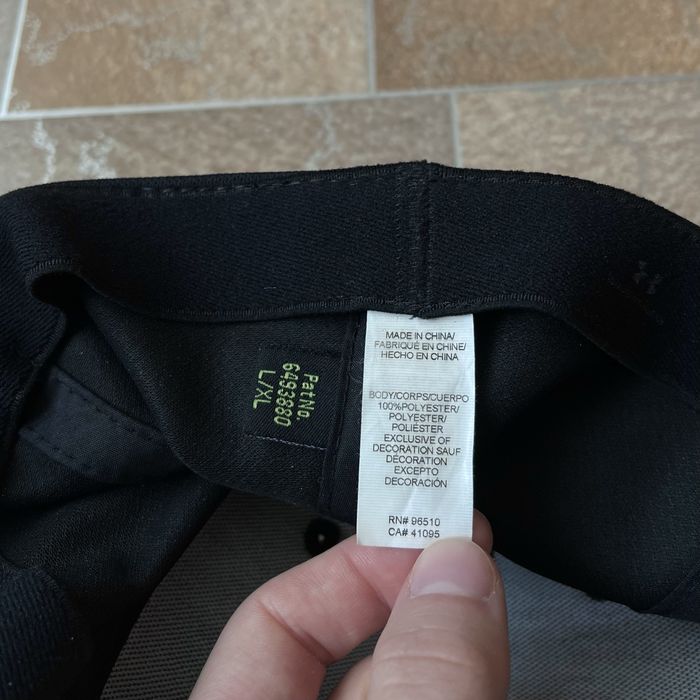 Pat No.
6493880
L/XL
MADE IN CHINA/
FABRIQUÉ EN CHINE/
HECHO EN CHINA
BODY/CORPS/CUERPO
100%POLYESTER/
POLYESTER/
POLIÉSTER
EXCLUSIVE OF
DECORATION SAUF
DÉCORATION
EXCEPTO
DECORACIÓN
RN# 96510
CA# 41095